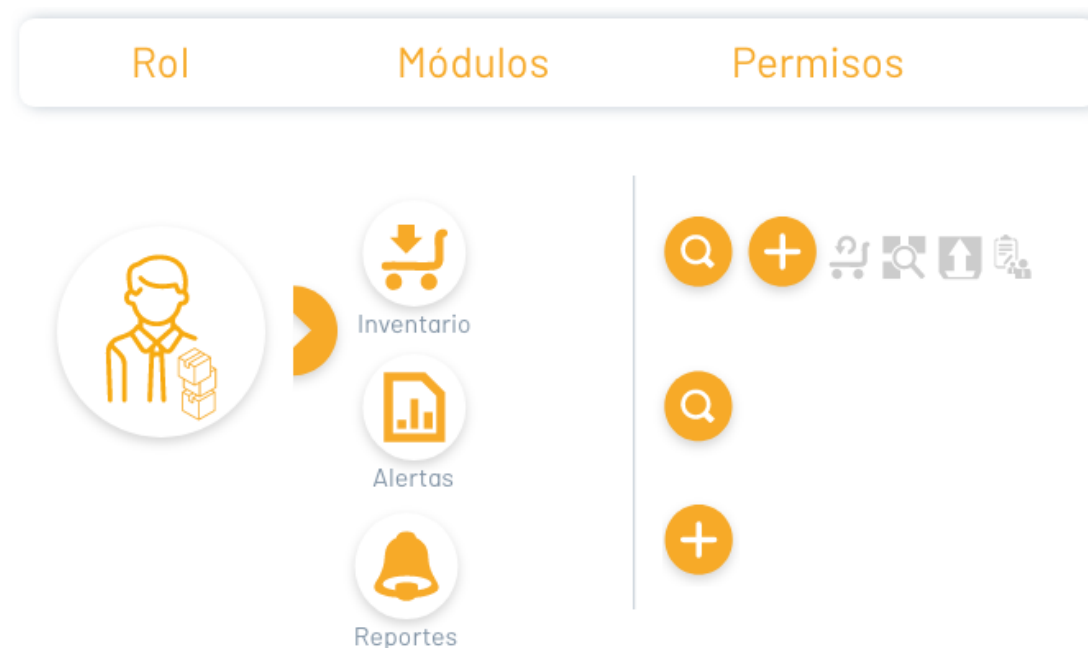 Rol
Módulos
Permisos
Inventario
Alertas
Reportes